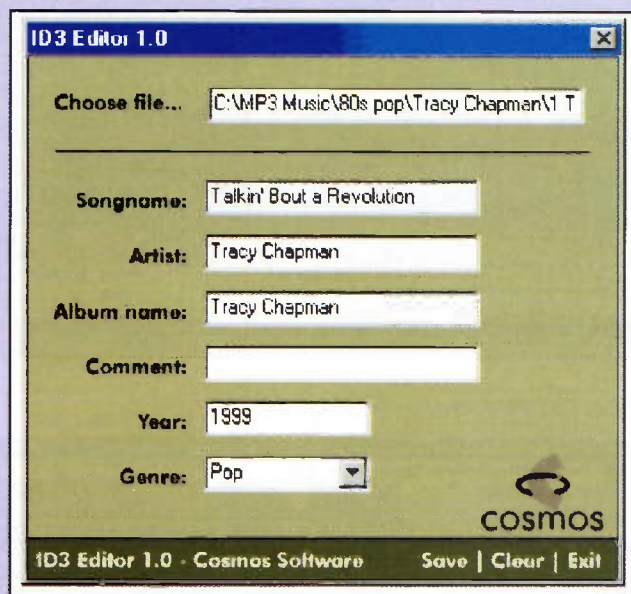 ID3 Editor 1.0
Choose file... C:\MP3 Music\80s pop\Tracy Chapman\1 T
Songname: Talkin' Bout a Revolution
Artist: Tracy Chapman
Album name: Tracy Chapman
Comment:
Year: 1999
Genre: Pop
cosmos
ID3 Editor 1.0 - Cosmos Software Save | Clear | Exit